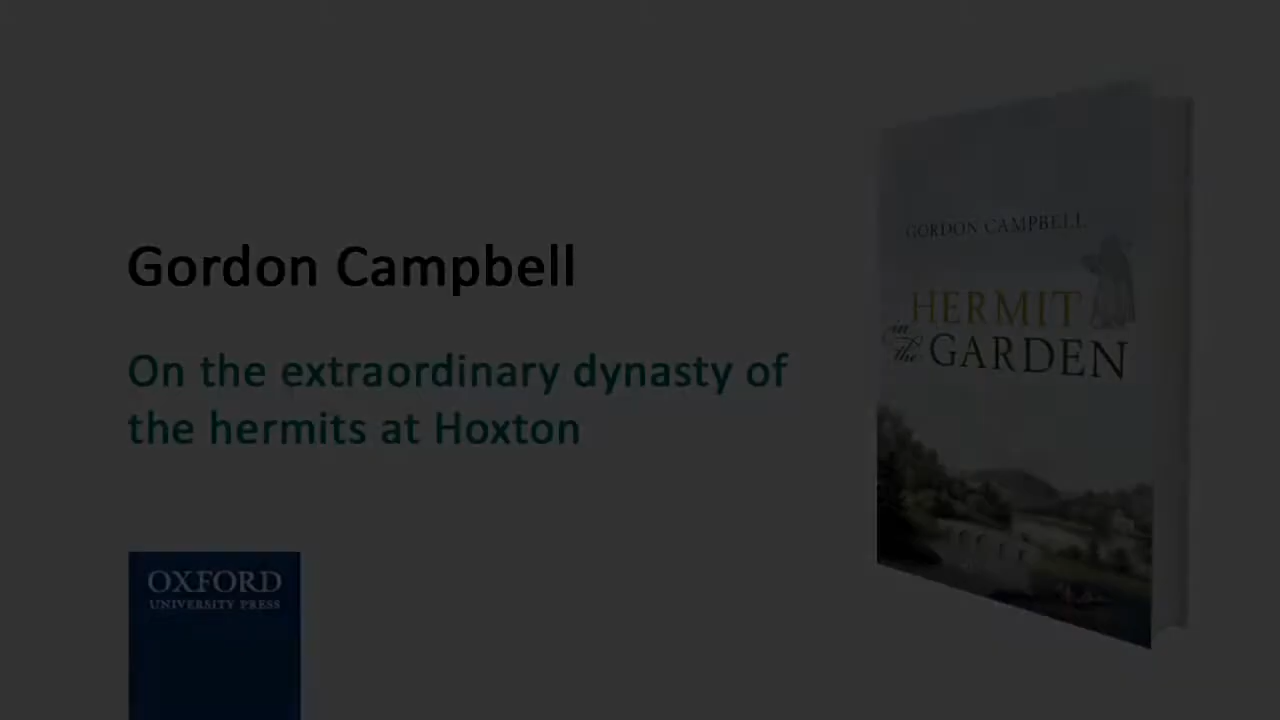 Gordon Campbell
On the extraordinary dynasty of
the hermits at Hoxton
OXFORD
UNIVERSITY PRESS
GORDON CAMPBELL
HERMIT
in
the GARDEN